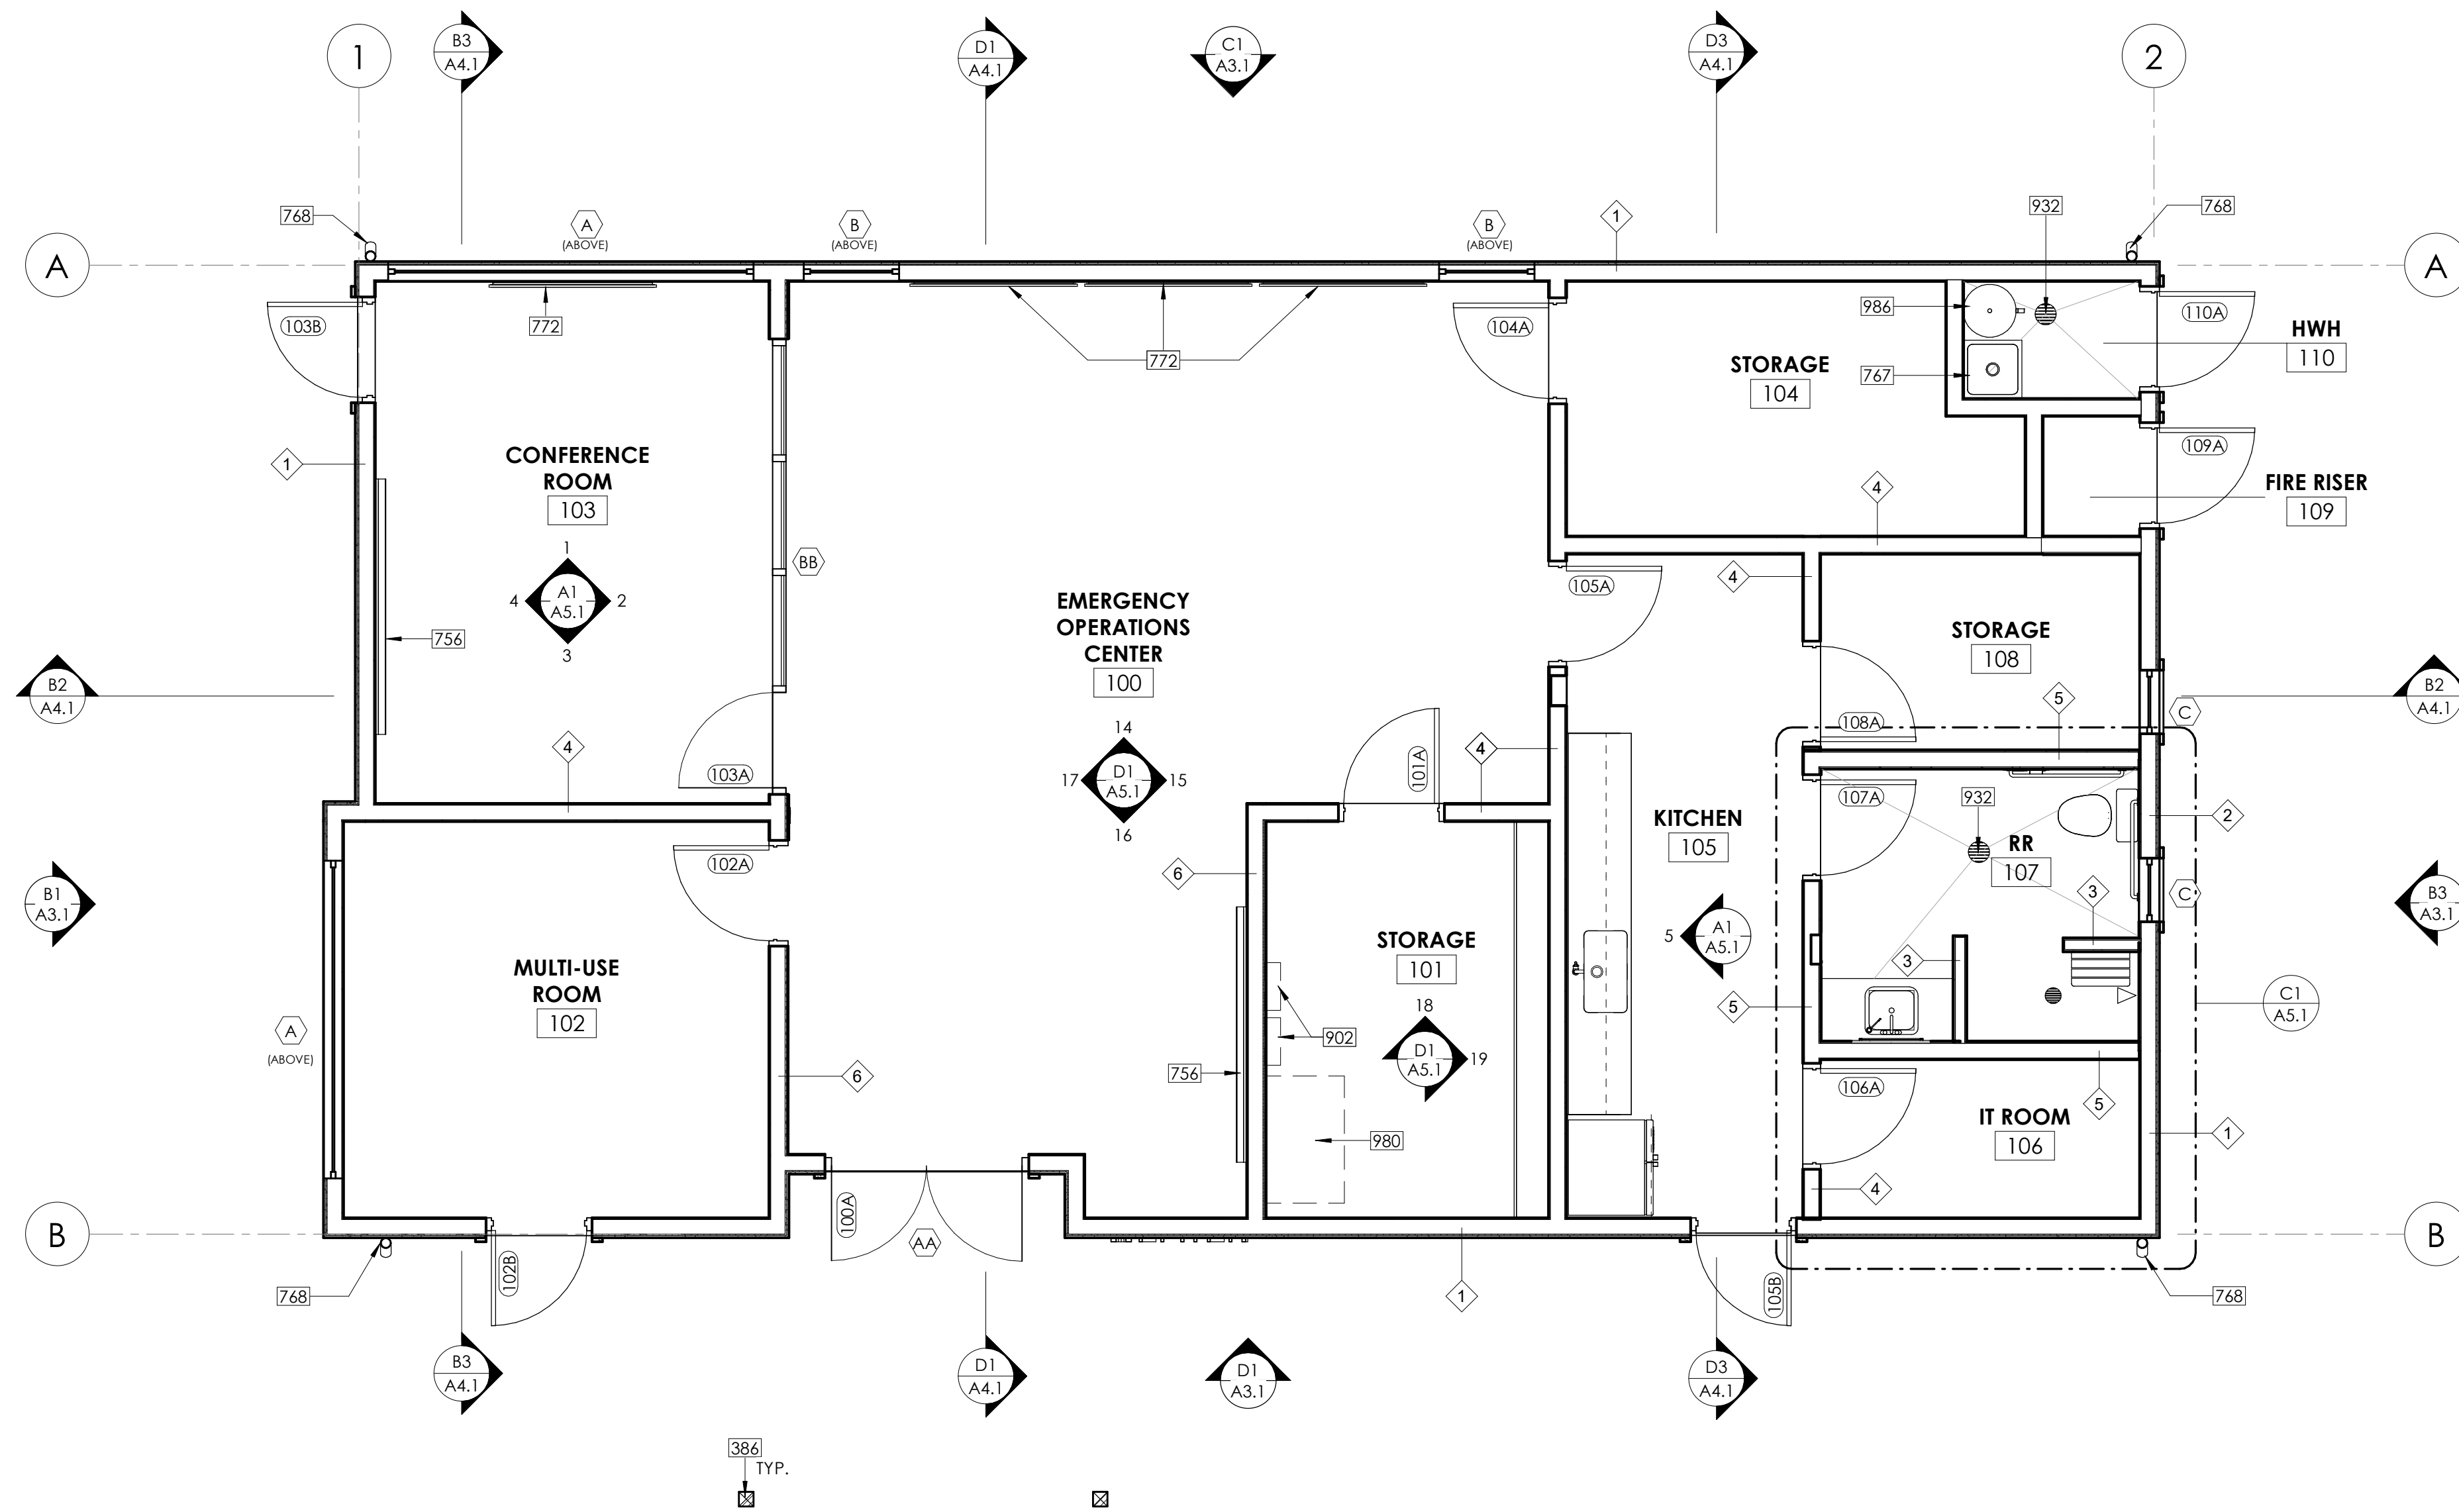 1
B3
A4.1
D1
A4.1
C1
A3.1
D3
A4.1
2
768
A
(ABOVE)
B
(ABOVE)
B
(ABOVE)
1
932
768
A
A
103B
772
772
104A
986
767
110A
HWH
110
STORAGE
104
109A
FIRE RISER
109
1
CONFERENCE
ROOM
103
4
BB
1
4
A1
A5.1
2
3
756
EMERGENCY
OPERATIONS
CENTER
100
105A
4
STORAGE
108
B2
A4.1
5
B2
A4.1
C
4
103A
14
17
D1
A5.1
15
16
101A
4
108A
107A
932
RR
107
2
KITCHEN
105
102A
6
B1
A3.1
3
C
B3
A3.1
MULTI-USE
ROOM
102
STORAGE
101
5
A1
A5.1
3
A
(ABOVE)
18
D1
A5.1
19
902
5
C1
A5.1
6
756
106A
5
IT ROOM
106
1
980
4
B
B
100A
AA
102B
105B
768
1
768
B3
A4.1
D1
A4.1
D1
A3.1
D3
A4.1
386
TYP.